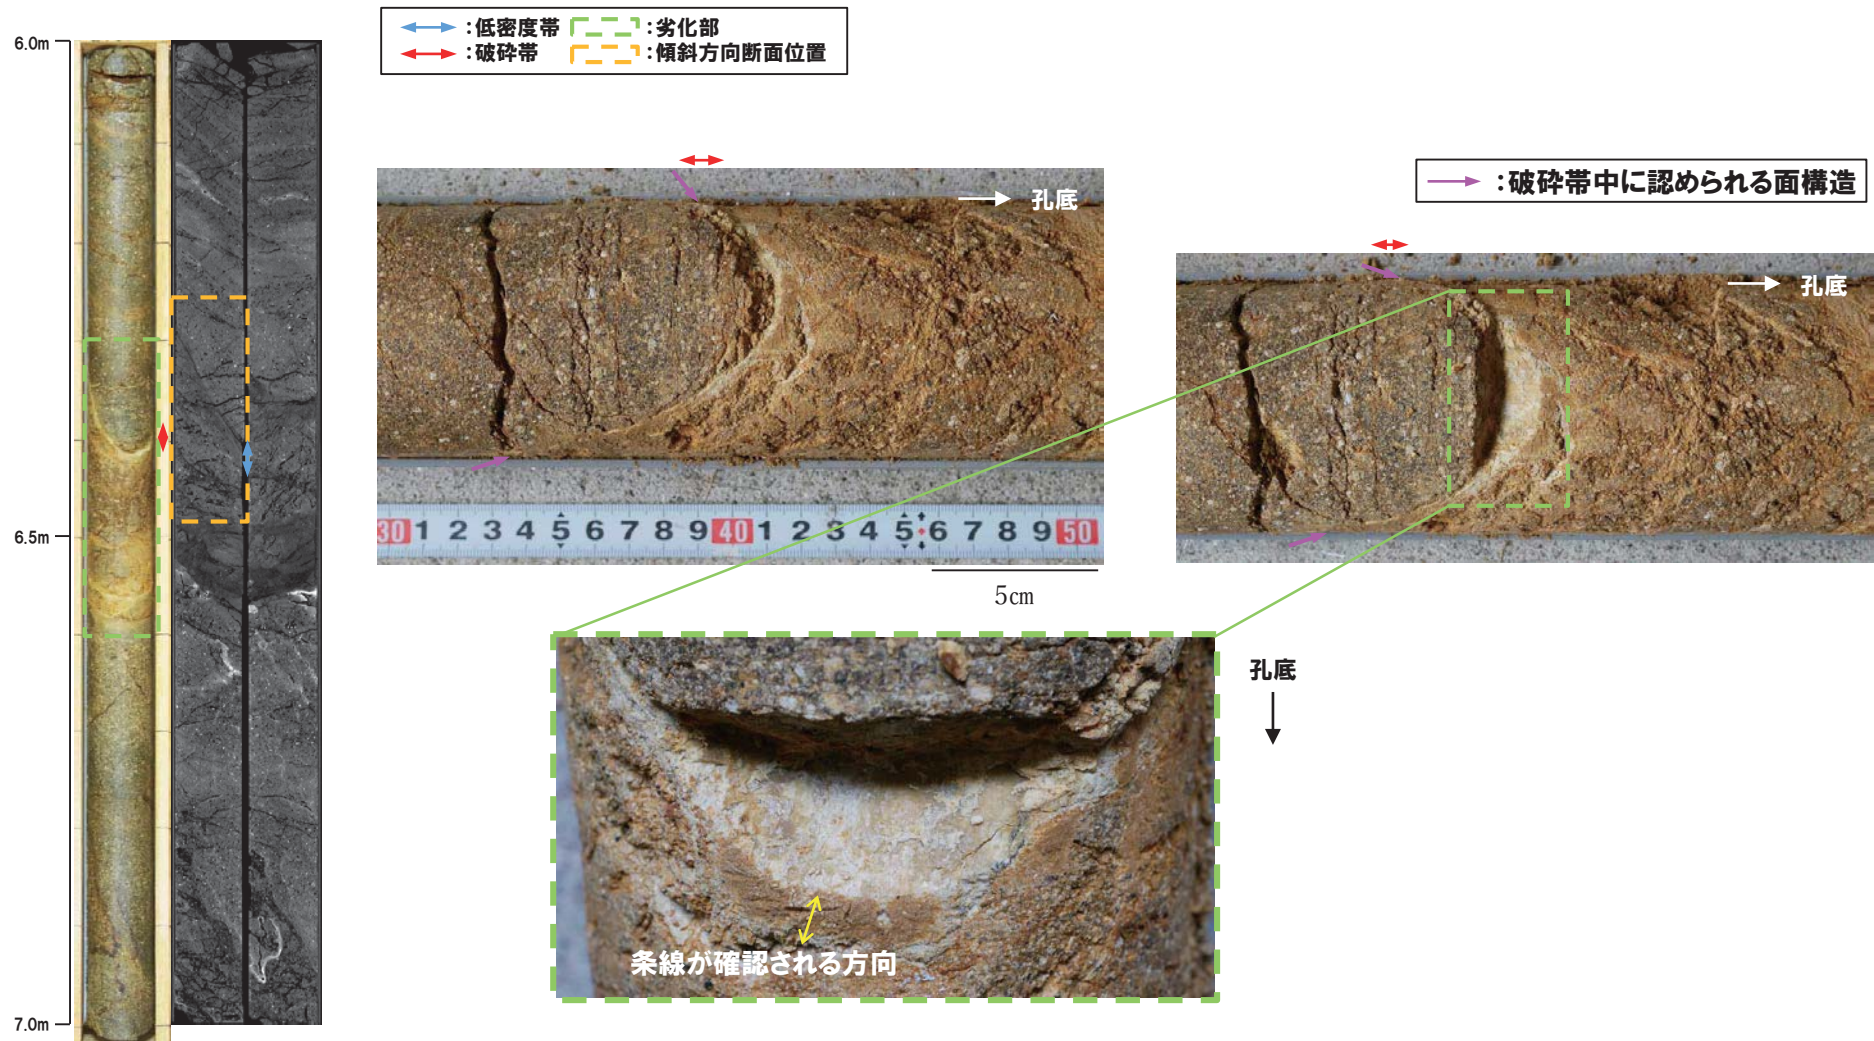 6.0m
6.5m
7.0m
:低密度帯
:劣化部
:破砕帯
:傾斜方向断面位置
孔底
30 1 2 3 4 5 6 7 8 9 40 1 2 3 4 5 6 7 8 9 50
5cm
:破砕帯中に認められる面構造
孔底
孔底
条線が確認される方向